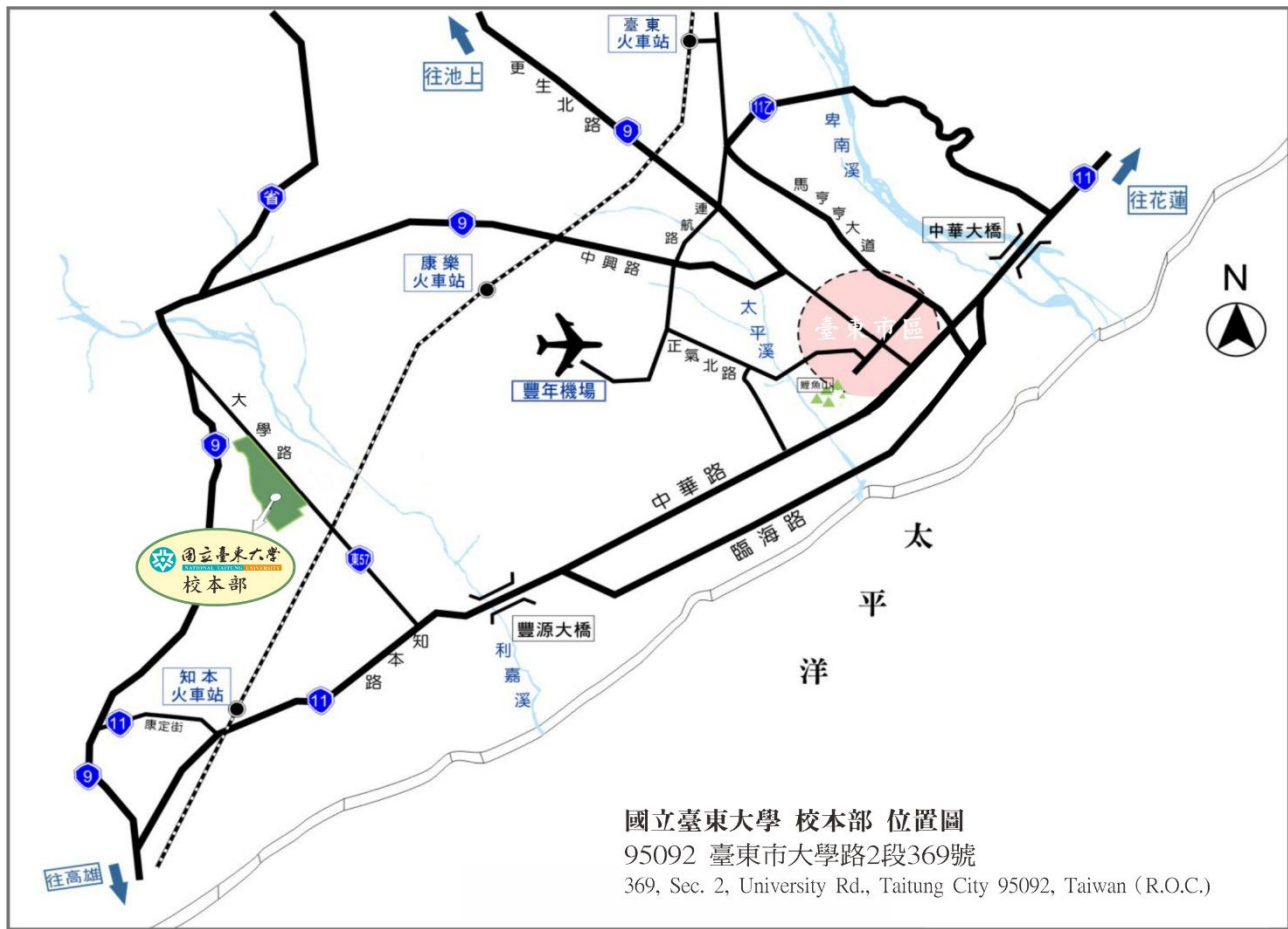 臺東
火車站
往池上
更生北路
9
11乙
卑南溪
11
往花蓮
省
9
連航路
馬亨亨大道
中華大橋
中興路
康樂
火車站
N
太平溪
臺東市區
正氣北路
豐年機場
鯉魚山
大學路
9
中華路
臨海路
太平洋
國立臺東大學
NATIONAL TAITUNG UNIVERSITY
校本部
東57
豐源大橋
知本路
利嘉溪
知本
火車站
11
11
康定街
9
往高雄
國立臺東大學 校本部 位置圖
95092 臺東市大學路2段369號
369, Sec. 2, University Rd., Taitung City 95092, Taiwan (R.O.C.)